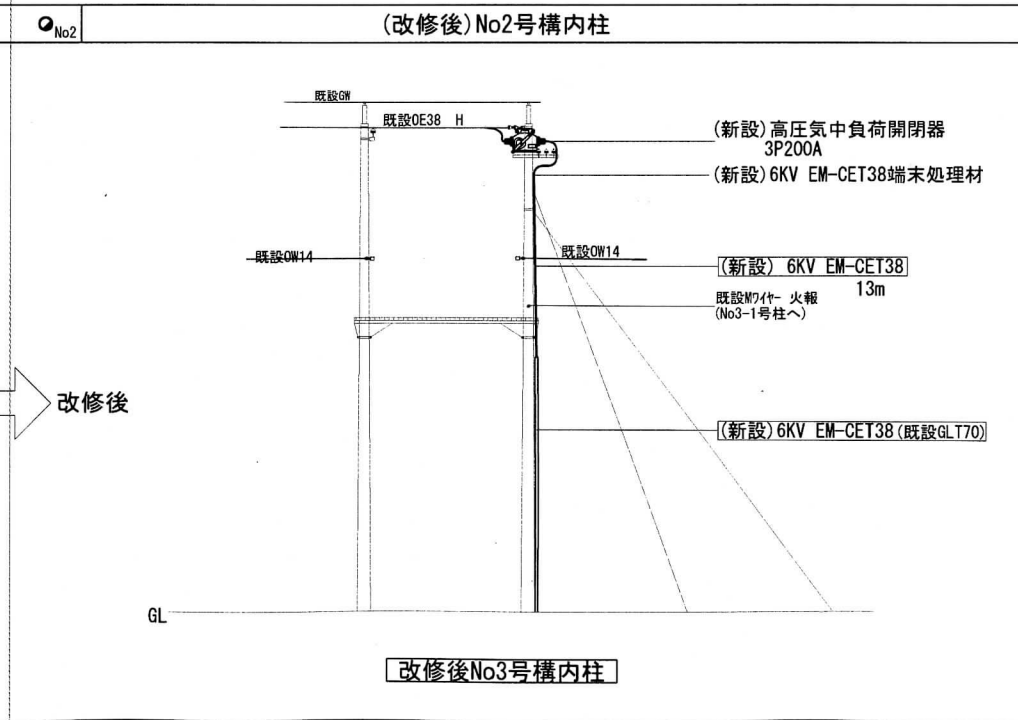 No2
(改修後)No2号構内柱
既設GW
既設OE38 H
(新設)高圧気中負荷開閉器
3P200A
(新設)6KV EM-CET38端末処理材
既設OW14
既設OW14
(新設) 6KV EM-CET38
13m
既設Mワイヤー 火報
(No3-1号柱へ)
改修後
(新設)6KV EM-CET38(既設GLT70)
GL
改修後No3号構内柱